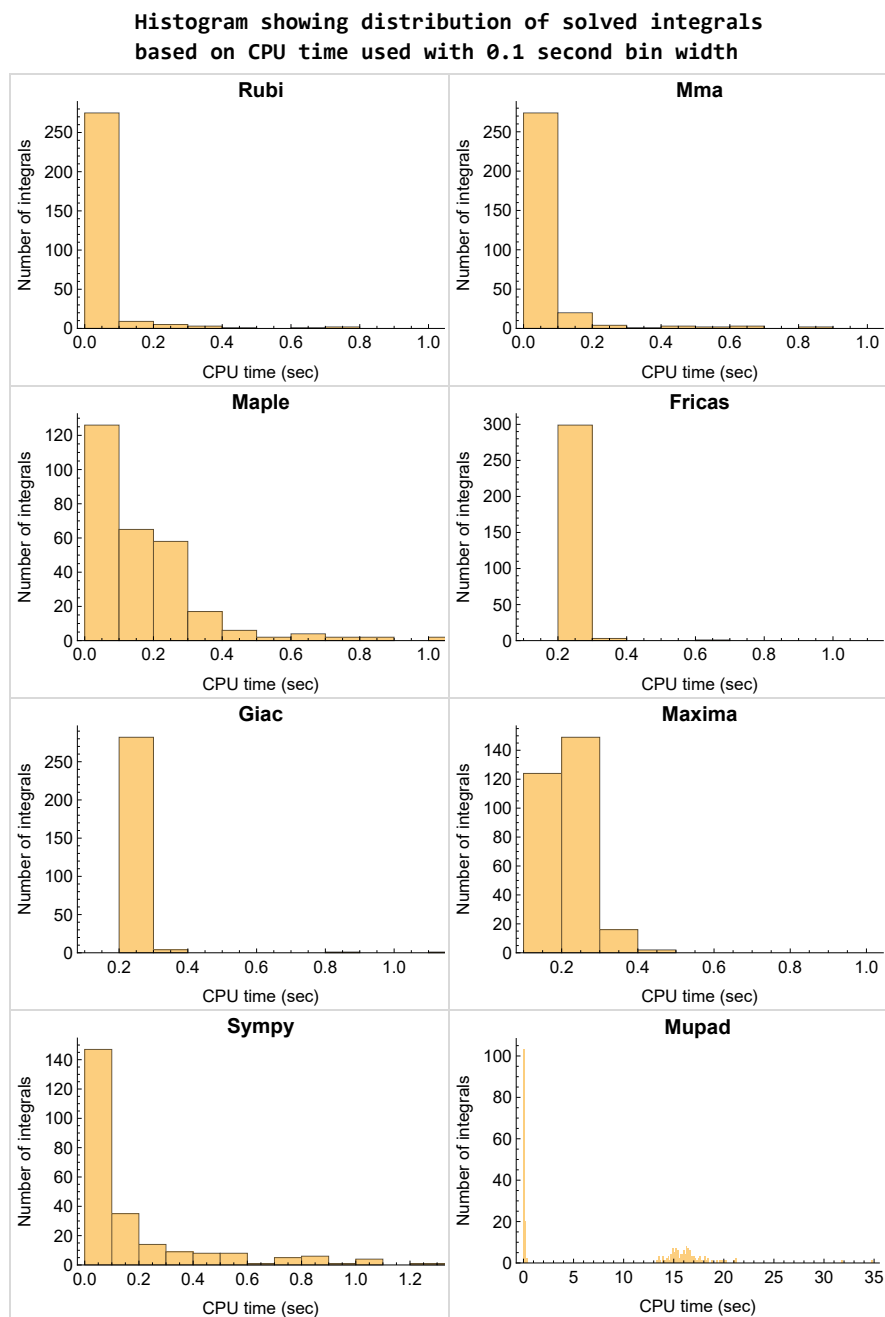 Histogram showing distribution of solved integrals
based on CPU time used with 0.1 second bin width
Rubi
Number of integrals
250
200
150
100
50
0
0.0 0.2 0.4 0.6 0.8 1.0
CPU time (sec)
Mma
Number of integrals
250
200
150
100
50
0
0.0 0.2 0.4 0.6 0.8 1.0
CPU time (sec)
Maple
Number of integrals
120
100
80
60
40
20
0
0.0 0.2 0.4 0.6 0.8 1.0
CPU time (sec)
Fricas
Number of integrals
300
250
200
150
100
50
0
0.2 0.4 0.6 0.8 1.0
CPU time (sec)
Giac
Number of integrals
250
200
150
100
50
0
0.2 0.4 0.6 0.8 1.0
CPU time (sec)
Maxima
Number of integrals
140
120
100
80
60
40
20
0
0.2 0.4 0.6 0.8 1.0
CPU time (sec)
Sympy
Number of integrals
140
120
100
80
60
40
20
0
0.0 0.2 0.4 0.6 0.8 1.0 1.2
CPU time (sec)
Mupad
Number of integrals
100
80
60
40
20
0
0 5 10 15 20 25 30 35
CPU time (sec)